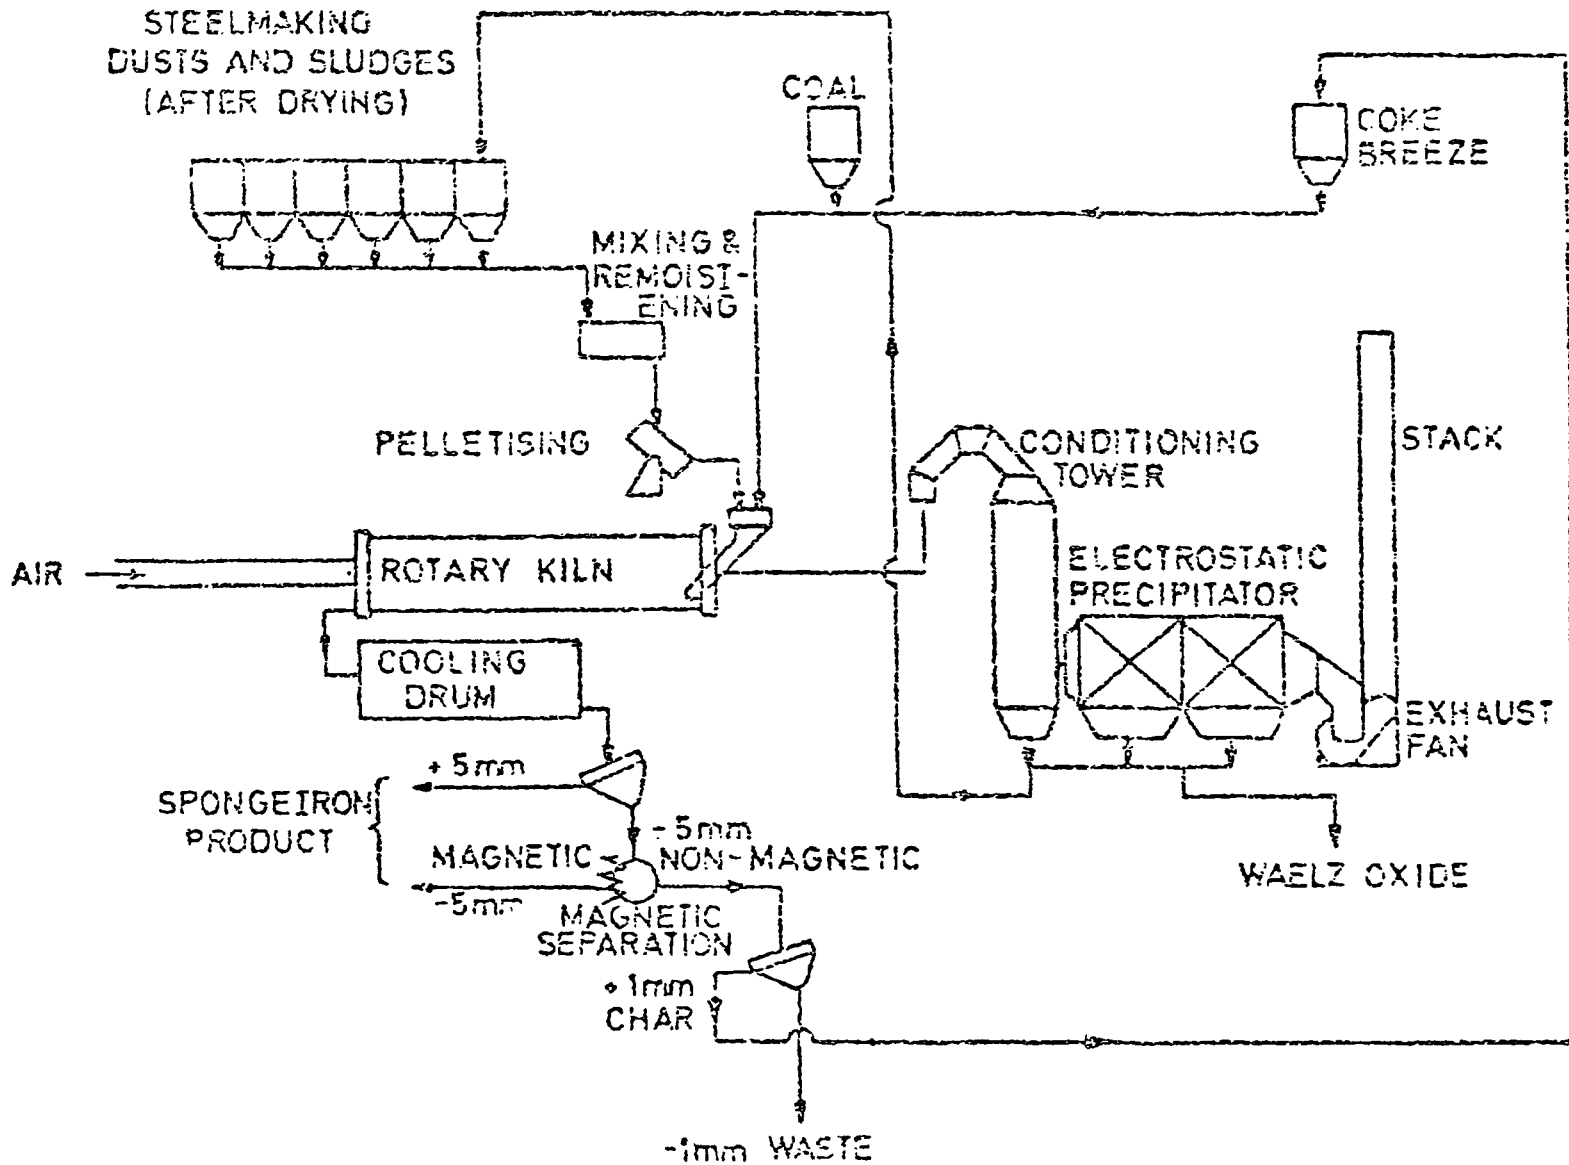 STEELMAKING
DUSTS AND SLUDGES
(AFTER DRYING)
COAL
COKE
BREEZE
MIXING &
REMOIST-
ENING
PELLETISING
CONDITIONING
TOWER
STACK
AIR
ROTARY KILN
ELECTROSTATIC
PRECIPITATOR
COOLING
DRUM
EXHAUST
FAN
+5mm
SPONGEIRON
PRODUCT
-5mm
MAGNETIC
NON-MAGNETIC
-5mm
MAGNETIC
SEPARATION
WAELZ OXIDE
+1mm
CHAR
-1mm WASTE